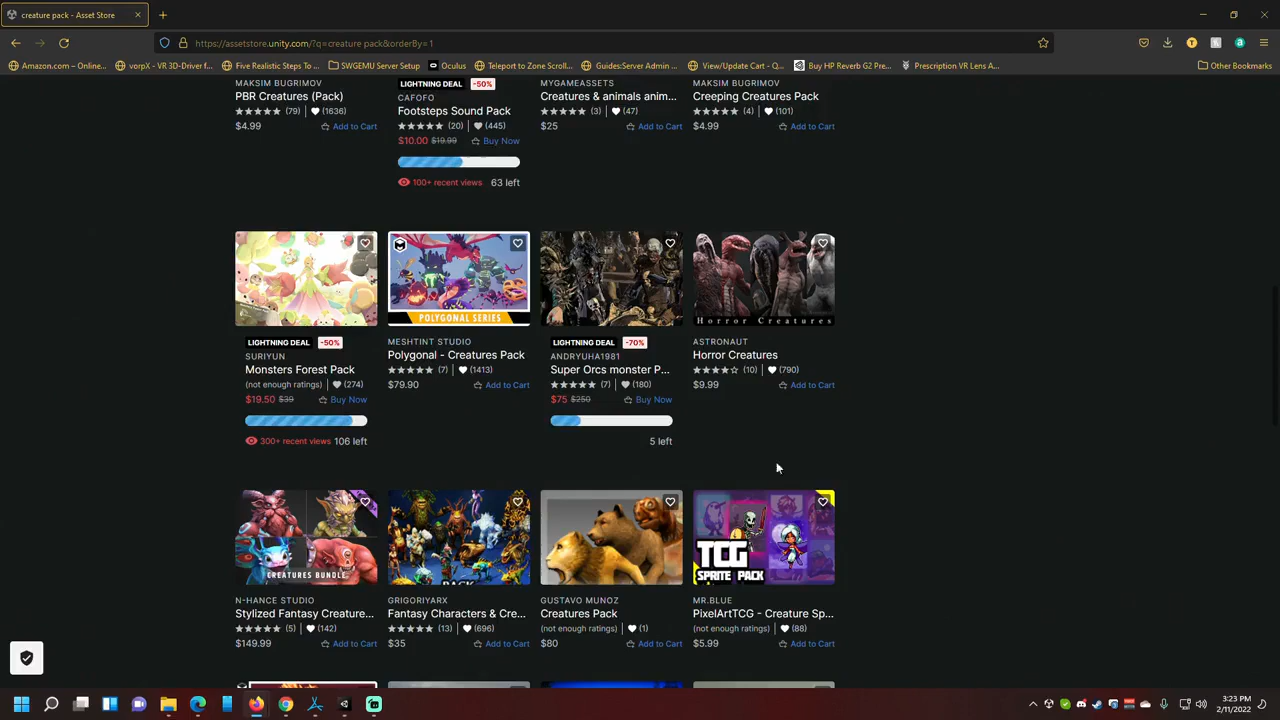 creature pack - Asset Store
https://assetstore.unity.com/?q=creature pack&orderBy=1
Amazon.com – Online...
vorpX - VR 3D-Driver f...
Five Realistic Steps To ...
SWGEMU Server Setup
Oculus
Teleport to Zone Scroll...
Guides:Server Admin ...
View/Update Cart - Q...
Buy HP Reverb G2 Pre...
Prescription VR Lens A...
Other Bookmarks
MAKSIM BUGRIMOV
PBR Creatures (Pack)
(79) (1636)
$4.99 Add to Cart
LIGHTNING DEAL -50%
CAFOFO
Footsteps Sound Pack
(20) (445)
$10.00 $19.99 Buy Now
100+ recent views 63 left
MYGAMEASSETS
Creatures & animals anim...
(3) (47)
$25 Add to Cart
MAKSIM BUGRIMOV
Creeping Creatures Pack
(4) (101)
$4.99 Add to Cart
LIGHTNING DEAL -50%
SURIYUN
Monsters Forest Pack
(not enough ratings) (274)
$19.50 $39 Buy Now
300+ recent views 106 left
POLYGONAL SERIES
MESHTINT STUDIO
Polygonal - Creatures Pack
(7) (1413)
$79.90 Add to Cart
LIGHTNING DEAL -70%
ANDRYUHA1981
Super Orcs monster P...
(7) (180)
$75 $250 Buy Now
5 left
Horror Creatures
ASTRONAUT
Horror Creatures
(10) (790)
$9.99 Add to Cart
CREATURES BUNDLE
N-HANCE STUDIO
Stylized Fantasy Creature...
(5) (142)
$149.99 Add to Cart
PACK
GRIGORIYARX
Fantasy Characters & Cre...
(13) (696)
$35 Add to Cart
GUSTAVO MUNOZ
Creatures Pack
(not enough ratings) (1)
$80 Add to Cart
TCG
SPRITE PACK
MR.BLUE
PixelArtTCG - Creature Sp...
(not enough ratings) (88)
$5.99 Add to Cart
3:23 PM
2/11/2022